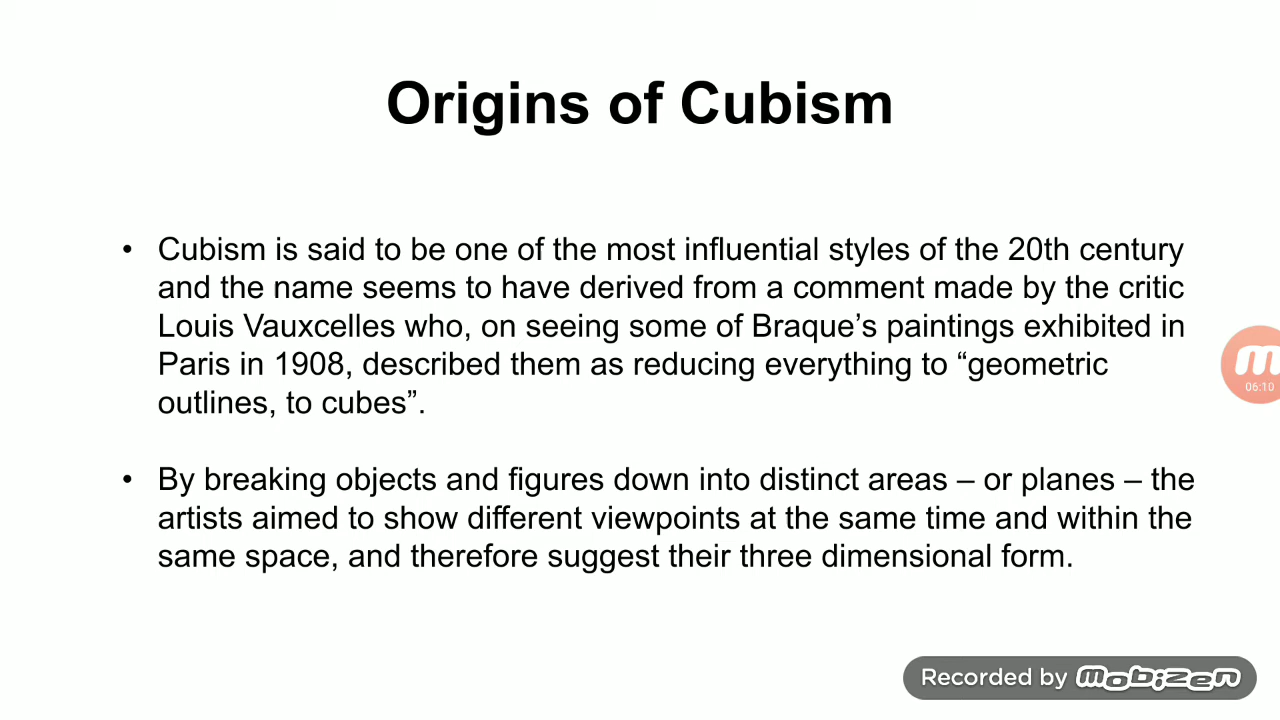 Origins of Cubism
• Cubism is said to be one of the most influential styles of the 20th century
and the name seems to have derived from a comment made by the critic
Louis Vauxcelles who, on seeing some of Braque’s paintings exhibited in
Paris in 1908, described them as reducing everything to “geometric
outlines, to cubes”.
• By breaking objects and figures down into distinct areas – or planes – the
artists aimed to show different viewpoints at the same time and within the
same space, and therefore suggest their three dimensional form.
06:10
Recorded by mobizen